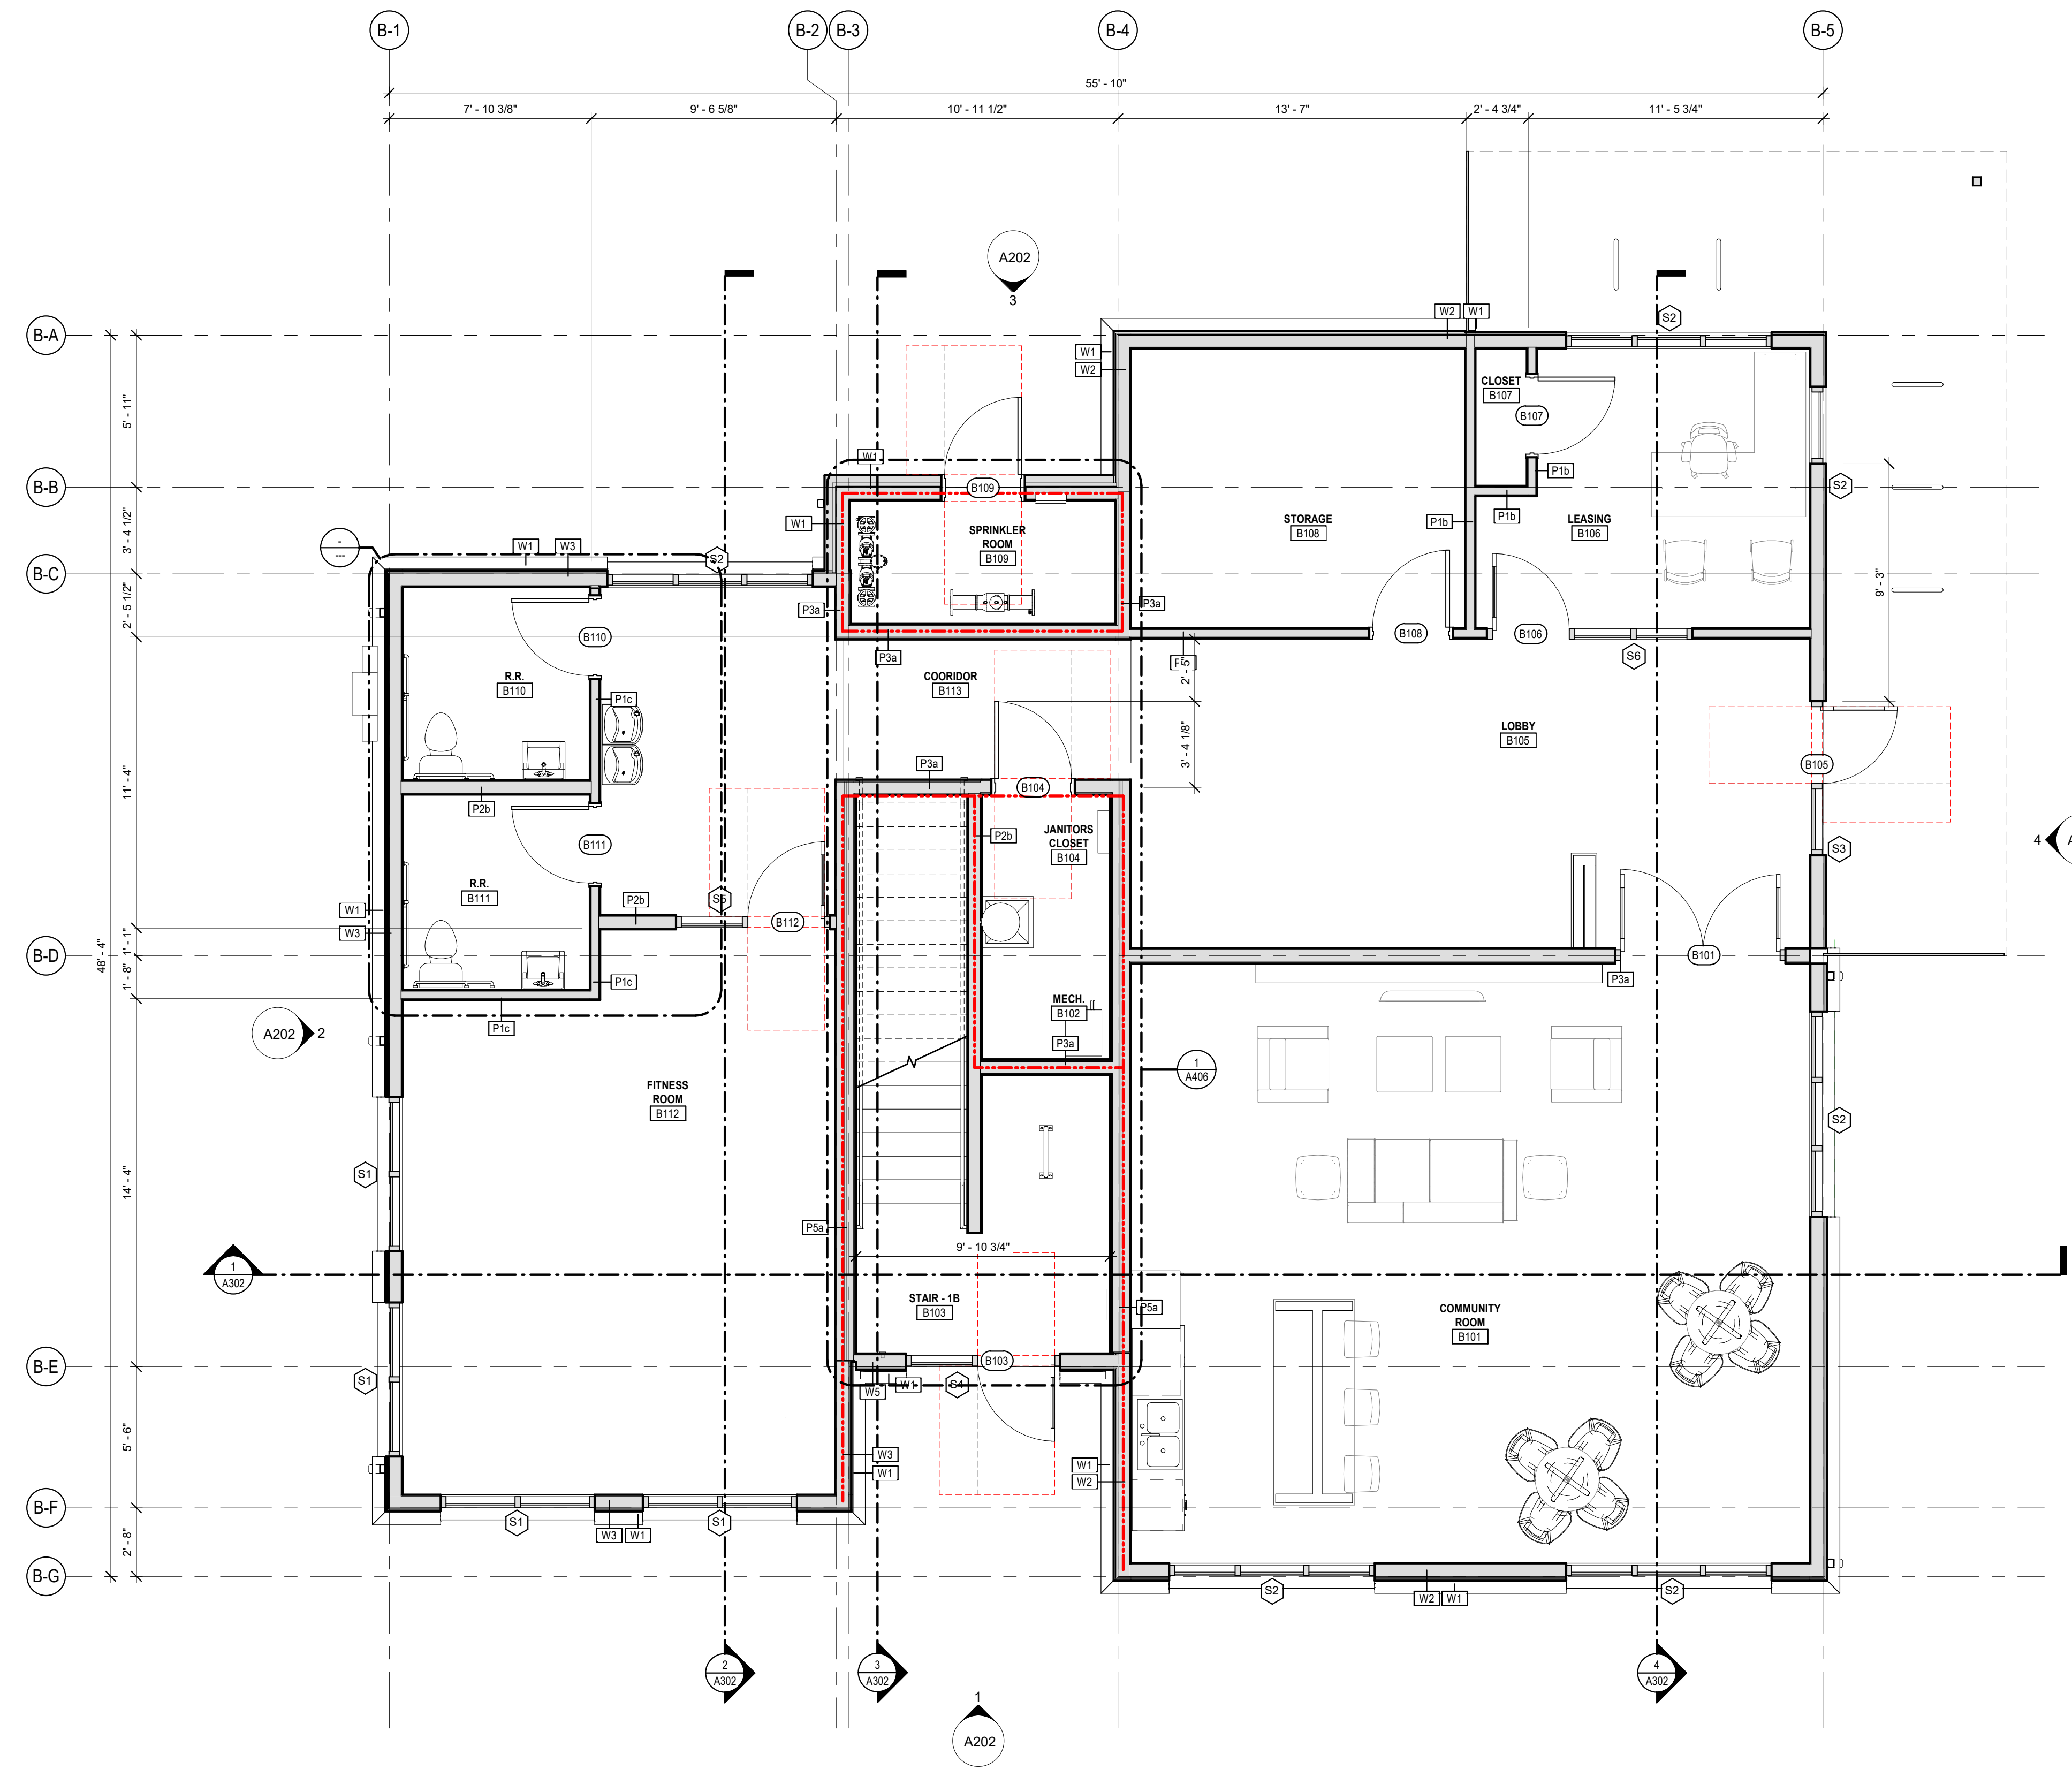 B-1
B-2
B-3
B-4
B-5
55' - 10"
7' - 10 3/8"
9' - 6 5/8"
10' - 11 1/2"
13' - 7"
2' - 4 3/4"
11' - 5 3/4"
A202
3
B-A
W2
W1
S2
W1
W2
CLOSET
B107
B107
5' - 11"
W1
P1b
B-B
B109
S2
P1b
W1
SPRINKLER
ROOM
B109
STORAGE
B108
P1b
LEASING
B106
3' - 4 1/2"
-
---
W1
W3
S2
B-C
9' - 3"
P3a
P3a
2' - 5 1/2"
B110
B108
B106
P3a
S6
2' - 5"
R.R.
B110
COORIDOR
B113
P1c
LOBBY
B105
3' - 4 1/8"
P3a
B105
11' - 4"
B104
P2b
P2b
JANITORS
CLOSET
B104
B111
S3
4
R.R.
B111
S5
W1
P2b
B112
W3
B-D
1' - 1"
48' - 4"
B101
1' - 8"
P1c
P3a
MECH.
B102
A202
2
P1c
P3a
1
A406
FITNESS
ROOM
B112
S2
S1
14' - 4"
P5a
9' - 10 3/4"
1
A302
STAIR - 1B
B103
P5a
COMMUNITY
ROOM
B101
B-E
B103
S1
W5
W1
S4
5' - 6"
W3
W1
W1
W2
B-F
S1
S1
W3
W1
2' - 8"
B-G
S2
W2
W1
S2
2
A302
3
A302
4
A302
1
A202